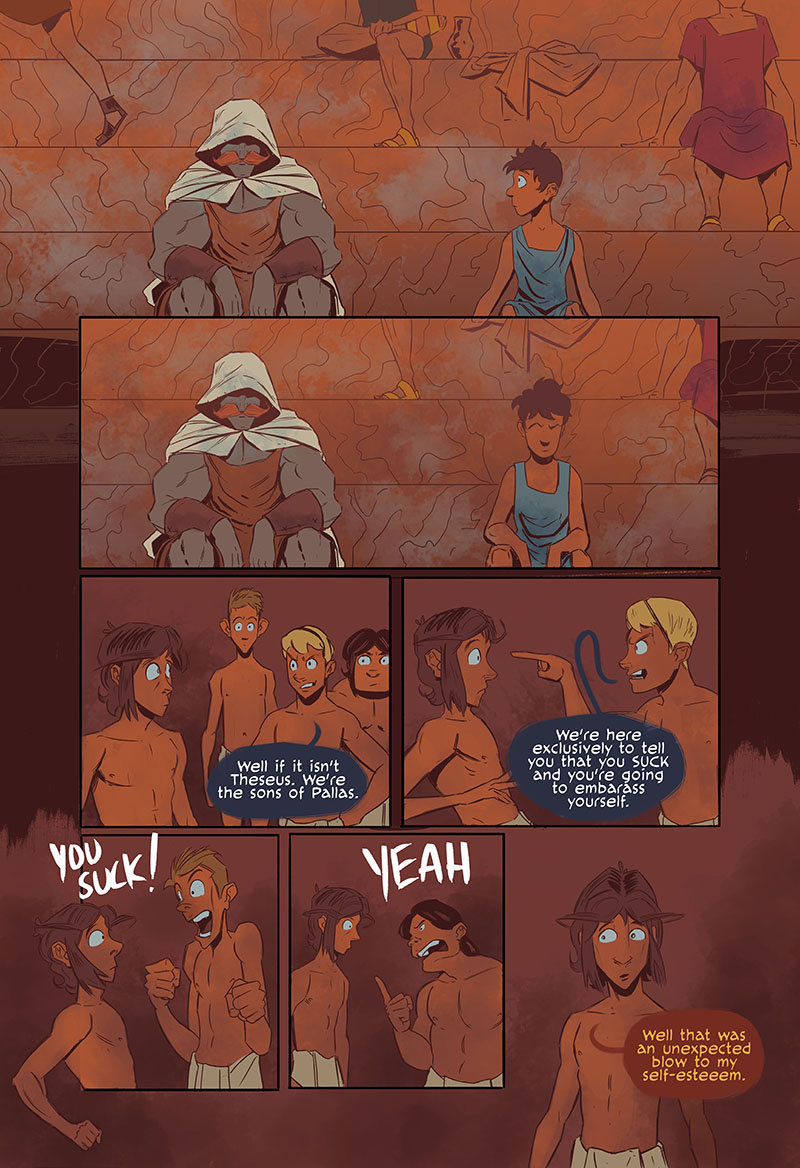 Well if it isn't
Theseus. We're
the sons of Pallas.
We're here
exclusively to tell
you that you SUCK
and you're going
to embarass
yourself.
YOU
SUCK!
YEAH
Well that was
an unexpected
blow to my
self-esteeem.